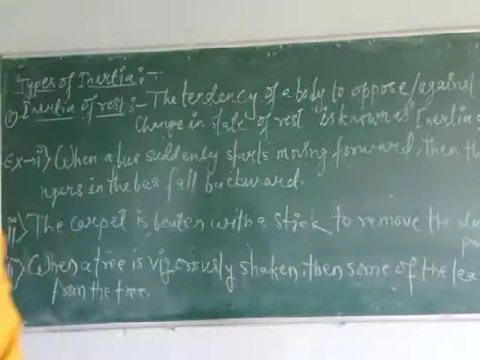 Types of Inertia :-
① Inertia of rest :- The tendency of a body to oppose/against
Change in state of rest is known as Inertia
Ex → i) When a bus suddenly starts moving forward, then the
ngers in the bus fall backward.
ii) The carpet is beaten with a stick to remove the
When a tree is vigorously shaken, then some of the lea
from the tree.